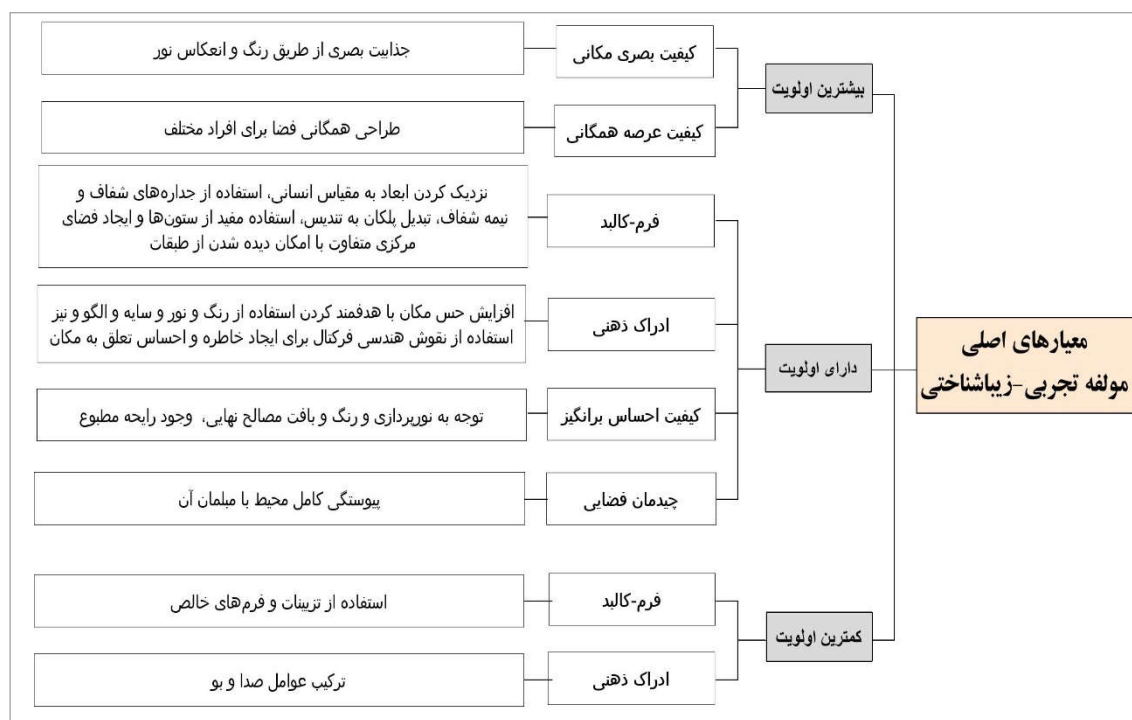 معیارهای اصلی
مولفه تجربی-زیباشناختی
بیشترین اولویت
کیفیت بصری مکانی
جذابیت بصری از طریق رنگ و انعکاس نور
کیفیت عرصه همگانی
طراحی همگانی فضا برای افراد مختلف
دارای اولویت
فرم-کالبد
نزدیک کردن ابعاد به مقیاس انسانی، استفاده از جداره‌های شفاف و
نیمه شفاف، تبدیل پلکان به تندیس، استفاده مفید از ستون‌ها و ایجاد فضای
مرکزی متفاوت با امکان دیده شدن از طبقات
ادراک ذهنی
افزایش حس مکان با هدفمند کردن استفاده از رنگ و نور و سایه و الگو و نیز
استفاده از نقوش هندسی فرکتال برای ایجاد خاطره و احساس تعلق به مکان
کیفیت احساس برانگیز
توجه به نورپردازی و رنگ و بافت مصالح نهایی، وجود رایحه مطبوع
چیدمان فضایی
پیوستگی کامل محیط با مبلمان آن
کمترین اولویت
فرم-کالبد
استفاده از تزیینات و فرم‌های خالص
ادراک ذهنی
ترکیب عوامل صدا و بو